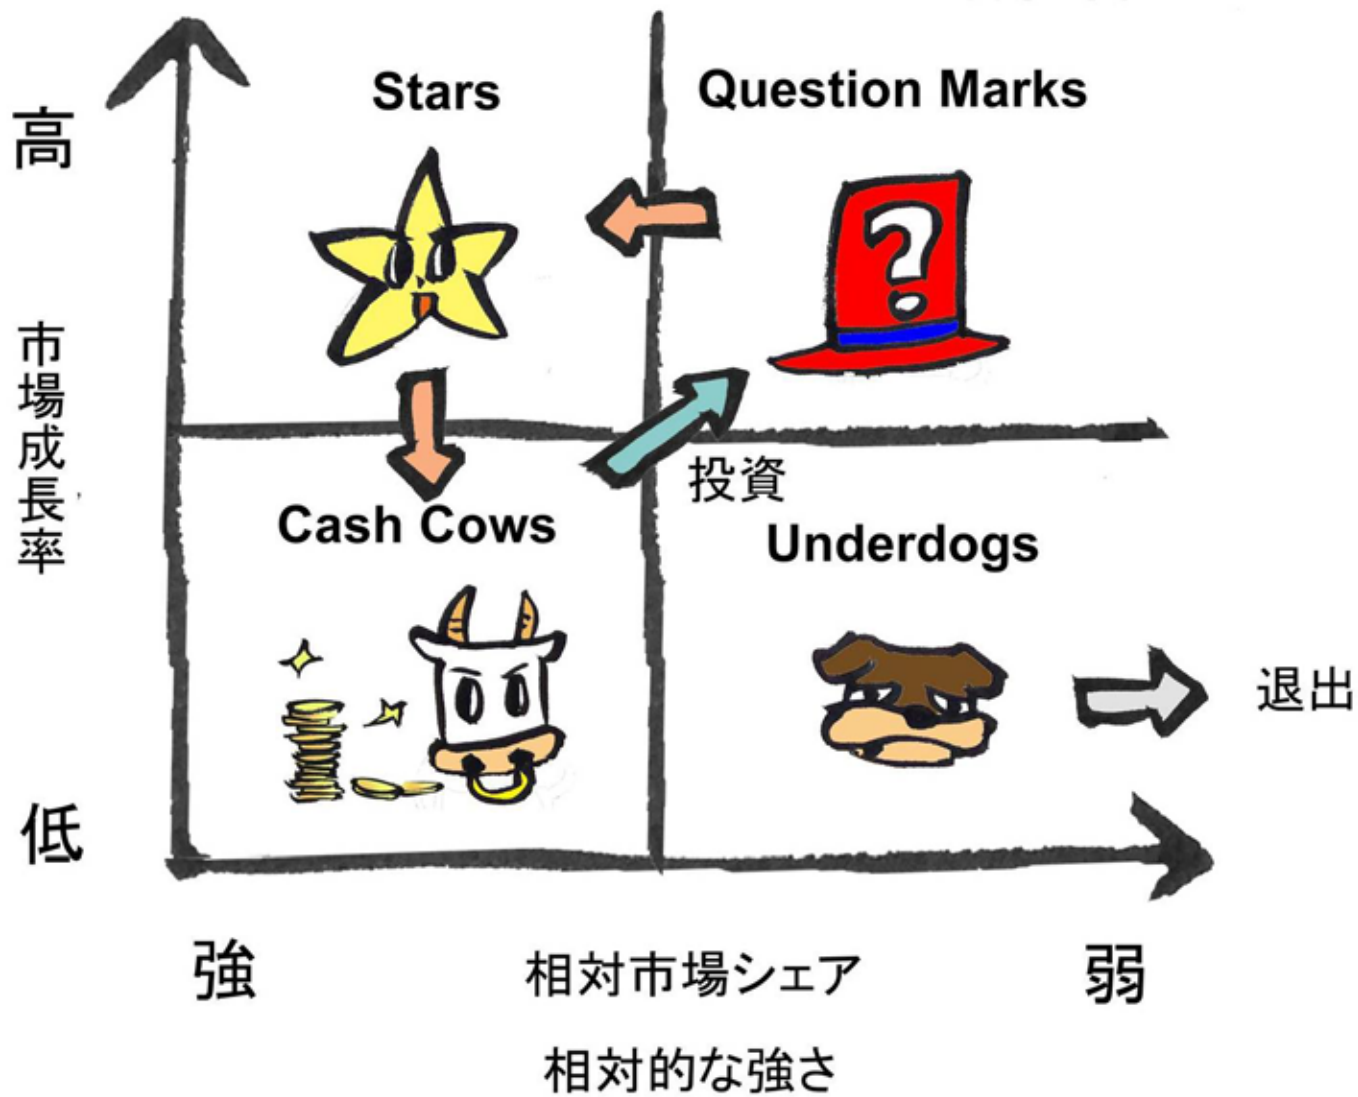 高
Stars
Question Marks
?
市場成長率
投資
Cash Cows
Underdogs
退出
低
強
相対市場シェア
弱
相対的な強さ